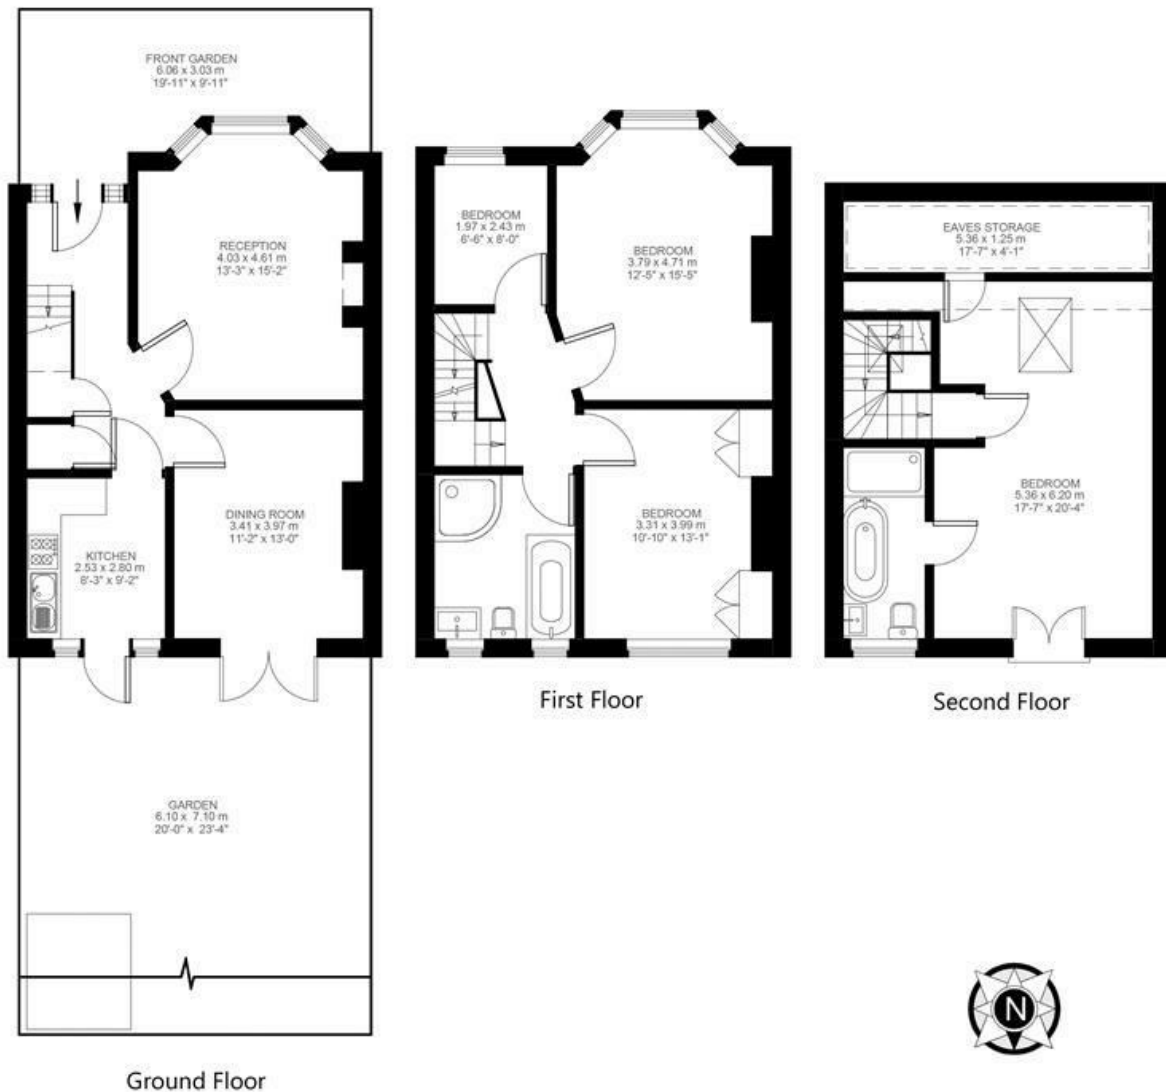 FRONT GARDEN
6.06 x 3.03 m
19'-11" x 9'-11"
RECEPTION
4.03 x 4.61 m
13'-3" x 15'-2"
DINING ROOM
3.41 x 3.97 m
11'-2" x 13'-0"
KITCHEN
2.53 x 2.80 m
8'-3" x 9'-2"
GARDEN
6.10 x 7.10 m
20'-0" x 23'-4"
Ground Floor
BEDROOM
1.97 x 2.43 m
6'-6" x 8'-0"
BEDROOM
3.79 x 4.71 m
12'-5" x 15'-5"
BEDROOM
3.31 x 3.99 m
10'-10" x 13'-1"
First Floor
EAVES STORAGE
5.36 x 1.25 m
17'-7" x 4'-1"
BEDROOM
5.36 x 6.20 m
17'-7" x 20'-4"
Second Floor
N